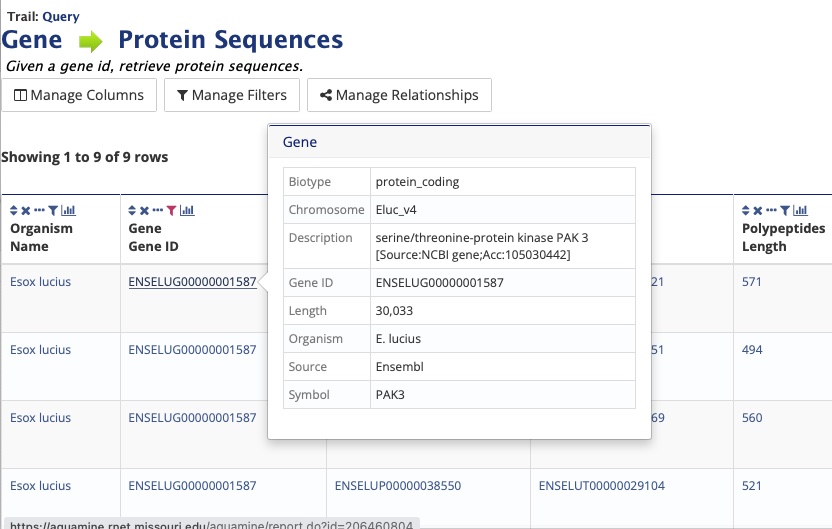 Trail: Query
Gene Protein Sequences
Given a gene id, retrieve protein sequences.
Manage Columns Manage Filters Manage Relationships
Showing 1 to 9 of 9 rows
Gene
Biotype protein_coding
Chromosome Eluc_v4
Description serine/threonine-protein kinase PAK 3
[Source:NCBI gene;Acc:105030442]
Gene ID ENSELUG00000001587
Length 30,033
Organism E. lucius
Source Ensembl
Symbol PAK3
Organism Gene Polypeptides
Name Gene ID Length
Esox lucius ENSELUG00000001587 21 571
Esox lucius ENSELUG00000001587 51 494
Esox lucius ENSELUG00000001587 69 560
Esox lucius ENSELUG00000001587 ENSELUP00000038550 ENSELUT00000029104 521
https://aquamine.rnet.missouri.edu/aquamine/report.do?id=206460804